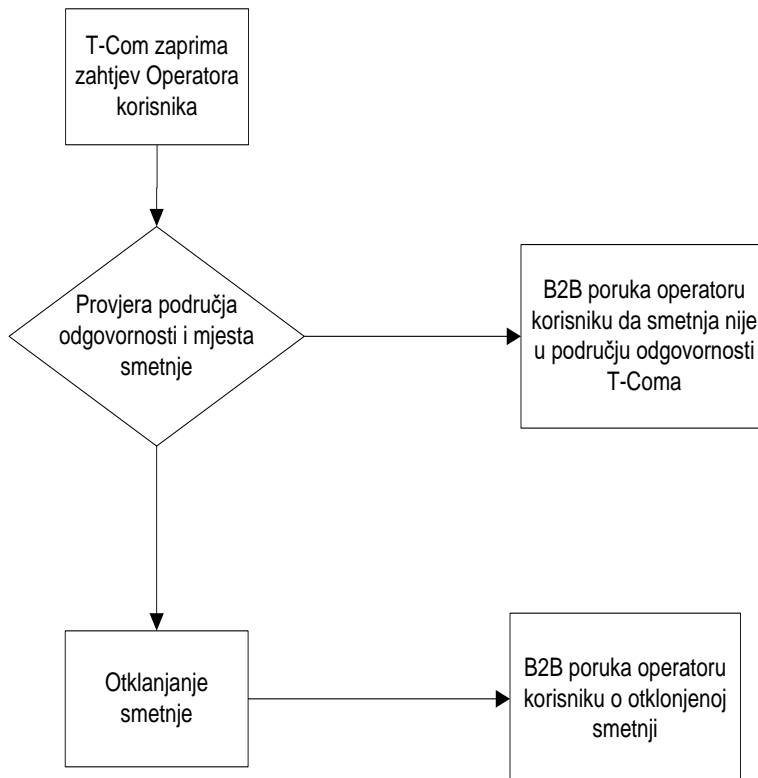 T-Com zaprima
zahtjev Operatora
korisnika
Provjera područja
odgovornosti i mjesta
smetnje
B2B poruka operatoru
korisniku da smetnja nije
u području odgovornosti
T-Coma
Otklanjanje
smetnje
B2B poruka operatoru
korisniku o otklonjenoj
smetnji